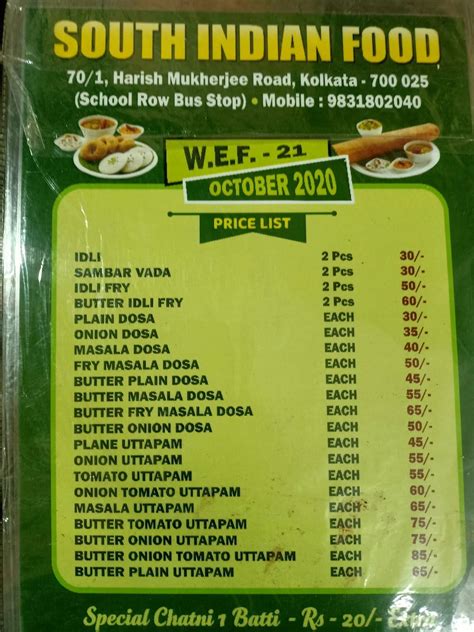 SOUTH INDIAN FOOD
70/1, Harish Mukherjee Road, Kolkata - 700 025
(School Row Bus Stop) • Mobile : 9831802040
W.E.F. - 21
OCTOBER 2020
PRICE LIST
IDLI 2 Pcs 30/-
SAMBAR VADA 2 Pcs 30/-
IDLI FRY 2 Pcs 50/-
BUTTER IDLI FRY 2 Pcs 60/-
PLAIN DOSA EACH 30/-
ONION DOSA EACH 35/-
MASALA DOSA EACH 40/-
FRY MASALA DOSA EACH 50/-
BUTTER PLAIN DOSA EACH 45/-
BUTTER MASALA DOSA EACH 55/-
BUTTER FRY MASALA DOSA EACH 65/-
BUTTER ONION DOSA EACH 50/-
PLANE UTTAPAM EACH 45/-
ONION UTTAPAM EACH 55/-
TOMATO UTTAPAM EACH 55/-
ONION TOMATO UTTAPAM EACH 60/-
MASALA UTTAPAM EACH 65/-
BUTTER TOMATO UTTAPAM EACH 75/-
BUTTER ONION UTTAPAM EACH 75/-
BUTTER ONION TOMATO UTTAPAM EACH 85/-
BUTTER PLAIN UTTAPAM EACH 65/-
Special Chatni 1 Batti - Rs - 20/- Extra